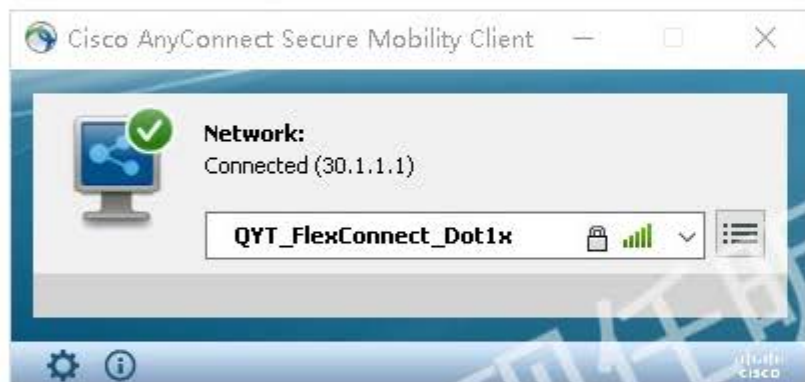 Cisco AnyConnect Secure Mobility Client
Network:
Connected (30.1.1.1)
QYT_FlexConnect_Dot1x
CISCO